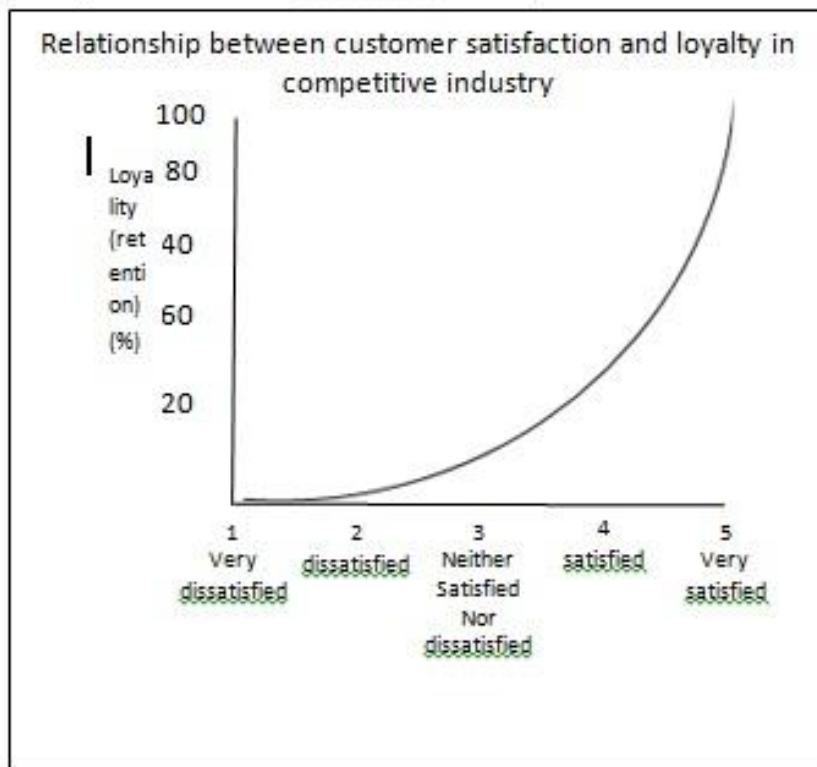 Relationship between customer satisfaction and loyalty in
competitive industry
100
80
40
60
20
Loya
lity
(ret
enti
on)
(%)
1
Very
dissatisfied
2
dissatisfied
3
Neither
Satisfied
Nor
dissatisfied
4
satisfied
5
Very
satisfied